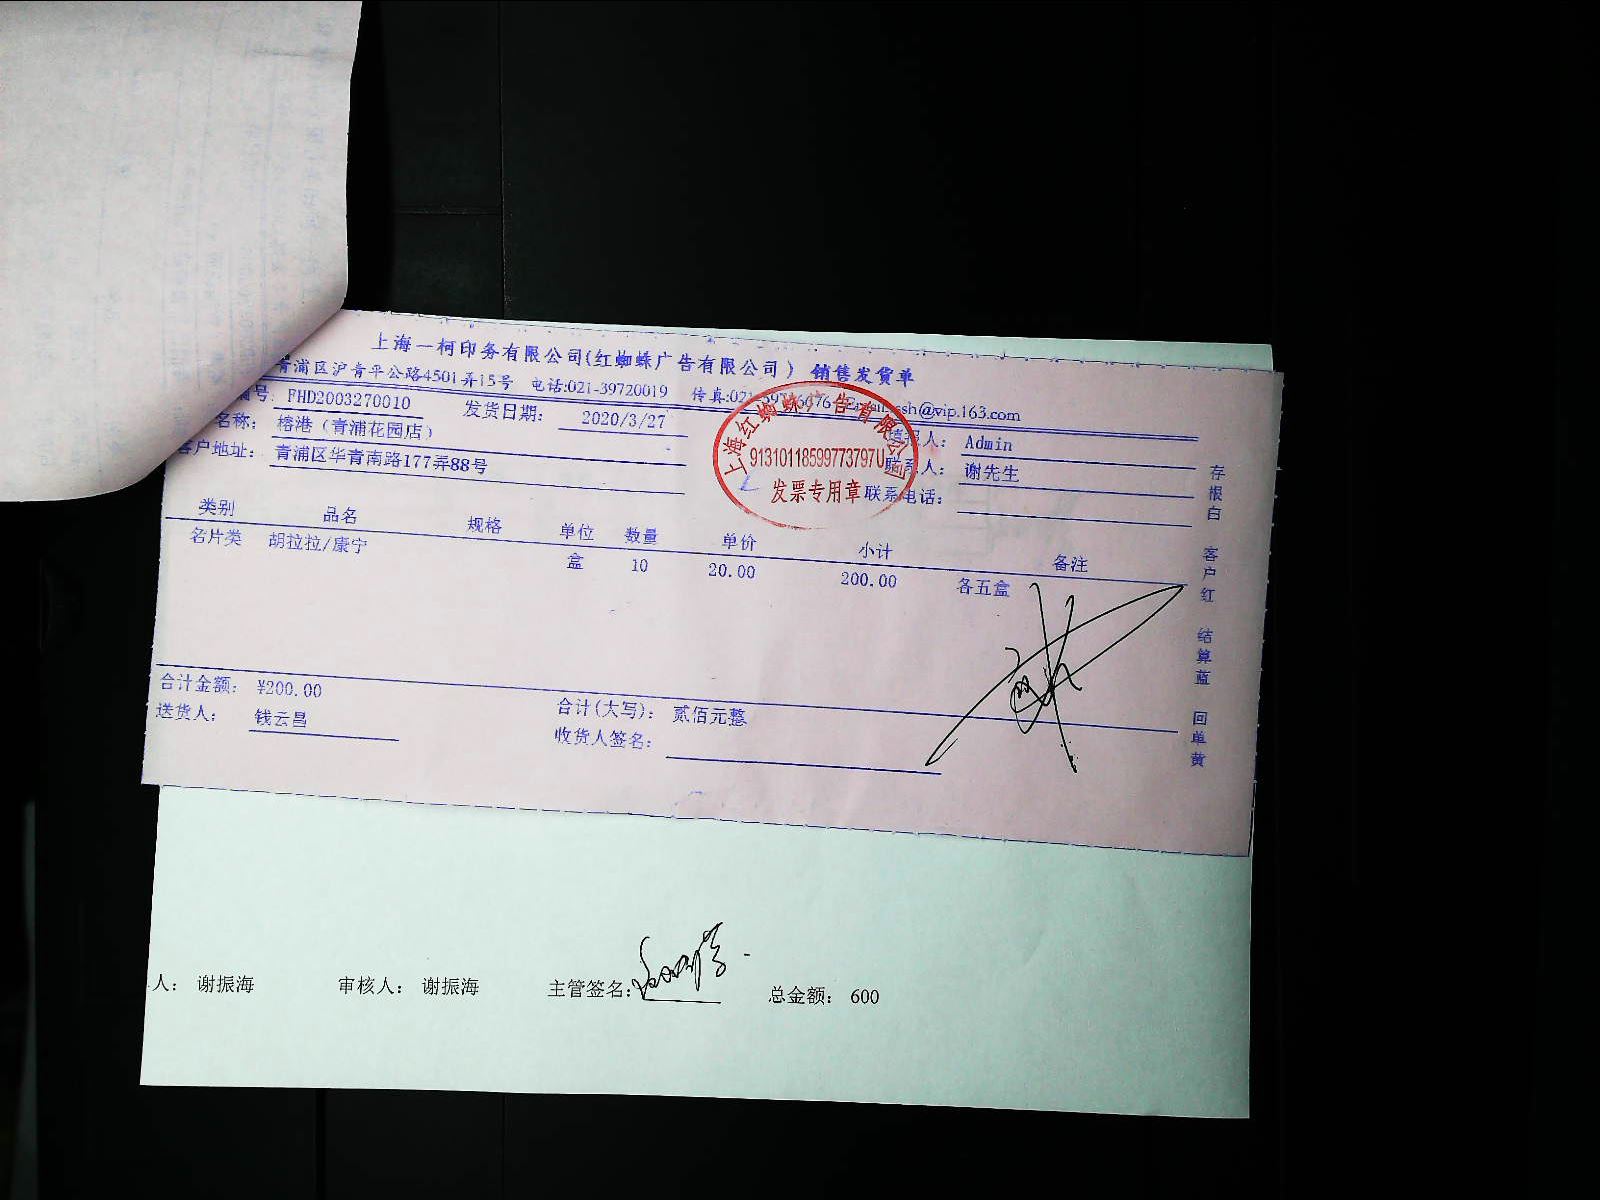 上海一柯印务有限公司(红蜘蛛广告有限公司) 销售发货单
青浦区沪青平公路4501弄15号 电话:021-39720019 传真:021 ssh@vip.163.com
号: FHD2003270010 发货日期: 2020/3/27 填报人: Admin
名称: 榕港(青浦花园店) 联系人: 谢先生
客户地址: 青浦区华青南路177弄88号 联系电话:
上海红蜘蛛广告有限公司
91310118599773797U
发票专用章
类别 品名 规格 单位 数量 单价 小计 备注
名片类 胡拉拉/康宁 盒 10 20.00 200.00 各五盒
合计金额: ¥200.00 合计(大写): 贰佰元整
送货人: 钱云昌 收货人签名:
存根白 客户红 结算蓝 回单黄
人: 谢振海 审核人: 谢振海 主管签名: 总金额: 600